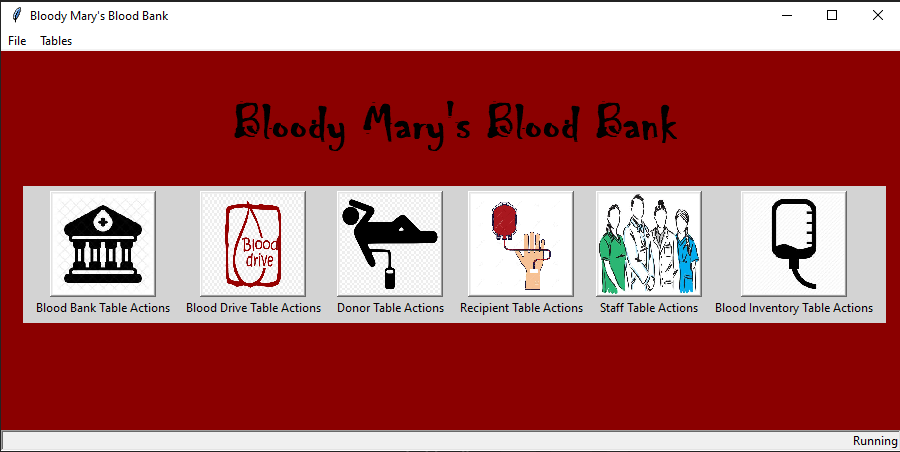 Bloody Mary's Blood Bank
File Tables
Bloody Mary's Blood Bank
Blood
drive
Blood Bank Table Actions
Blood Drive Table Actions
Donor Table Actions
Recipient Table Actions
Staff Table Actions
Blood Inventory Table Actions
Running